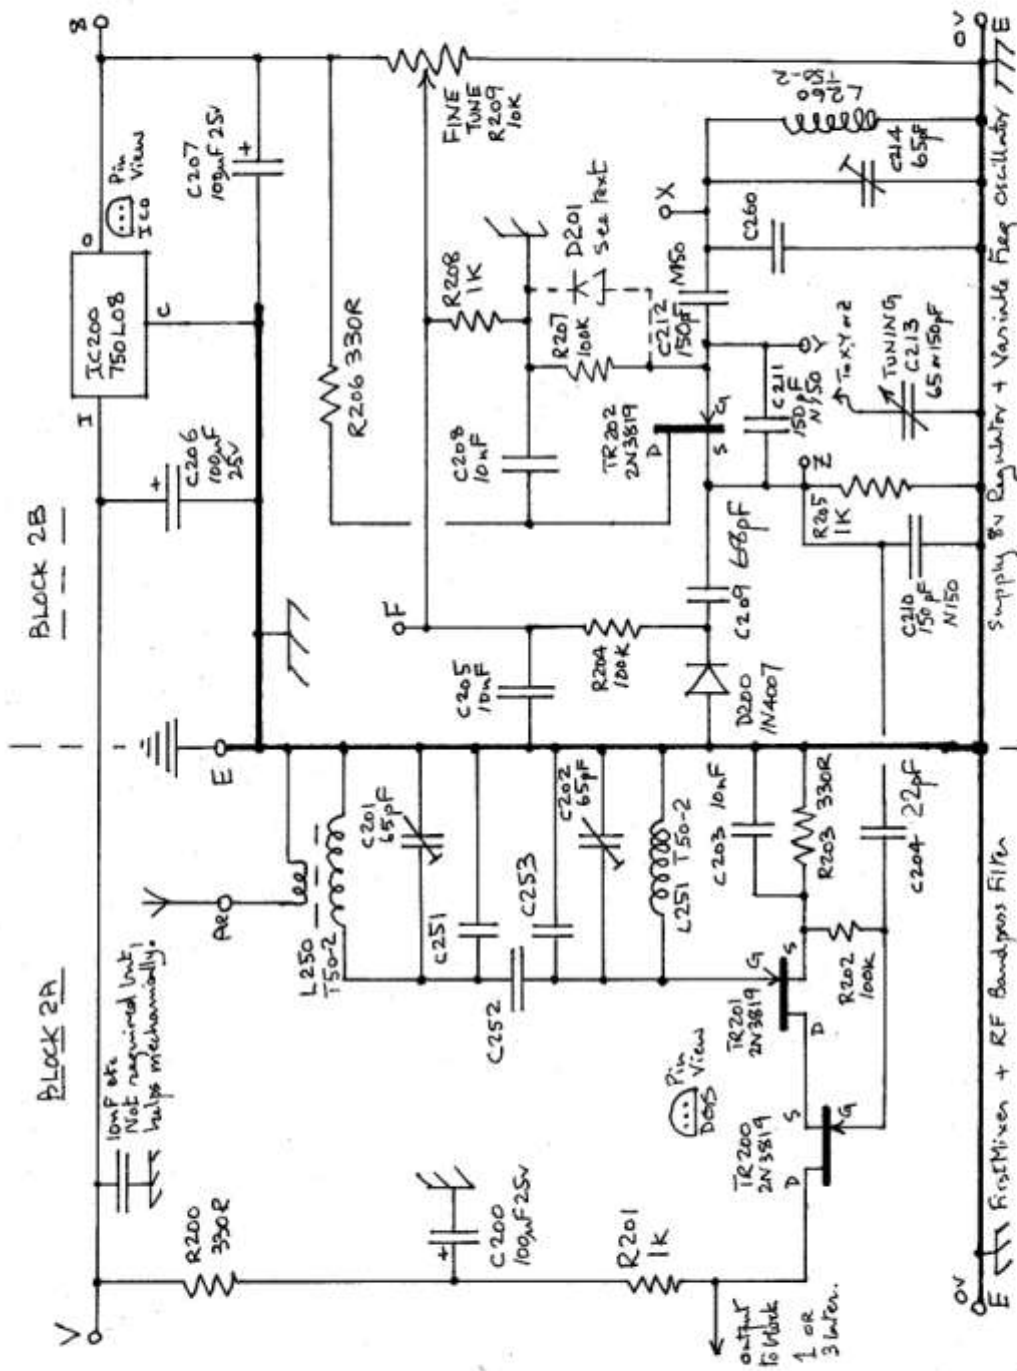 BLOCK 2A
BLOCK 2B
V
8
10nF etc
Not required but,
helps mechanically.
AE
E
I
IC200
750L08
O
C
Pin
View
ICO
C206
100µF
25v
C207
100µF 25v
R200
330R
C200
100µF 25v
R201
1K
output
to block
1 OR
3 later.
L250
T50-2
C201
65pF
C251
C252
C253
C202
65pF
L251 T50-2
C203 10nF
R203 330R
C204 22pF
R202
100K
TR201
2N3819
G
S
D
Pin
View
DGS
TR200
2N3819
D
S
G
F
C205
10nF
R204
100K
D200
1N4007
C209 68pF
R206 330R
C208
10nF
R208
1K
FINE
TUNE
R209
10K
R207
100K
D201
see text
TR202
2N3819
D
G
S
C212
150pF
N150
C211
150pF
N150
X
Y
Z
To X,Y or Z
TUNING
C213
65 or 150pF
R205
1K
C210
150pF
N150
C260
C214
65pF
L260
T50-2
0V
E
First Mixer + RF Bandpass Filter
Supply 8v Regulator + Variable Freq Oscillator
0V
E